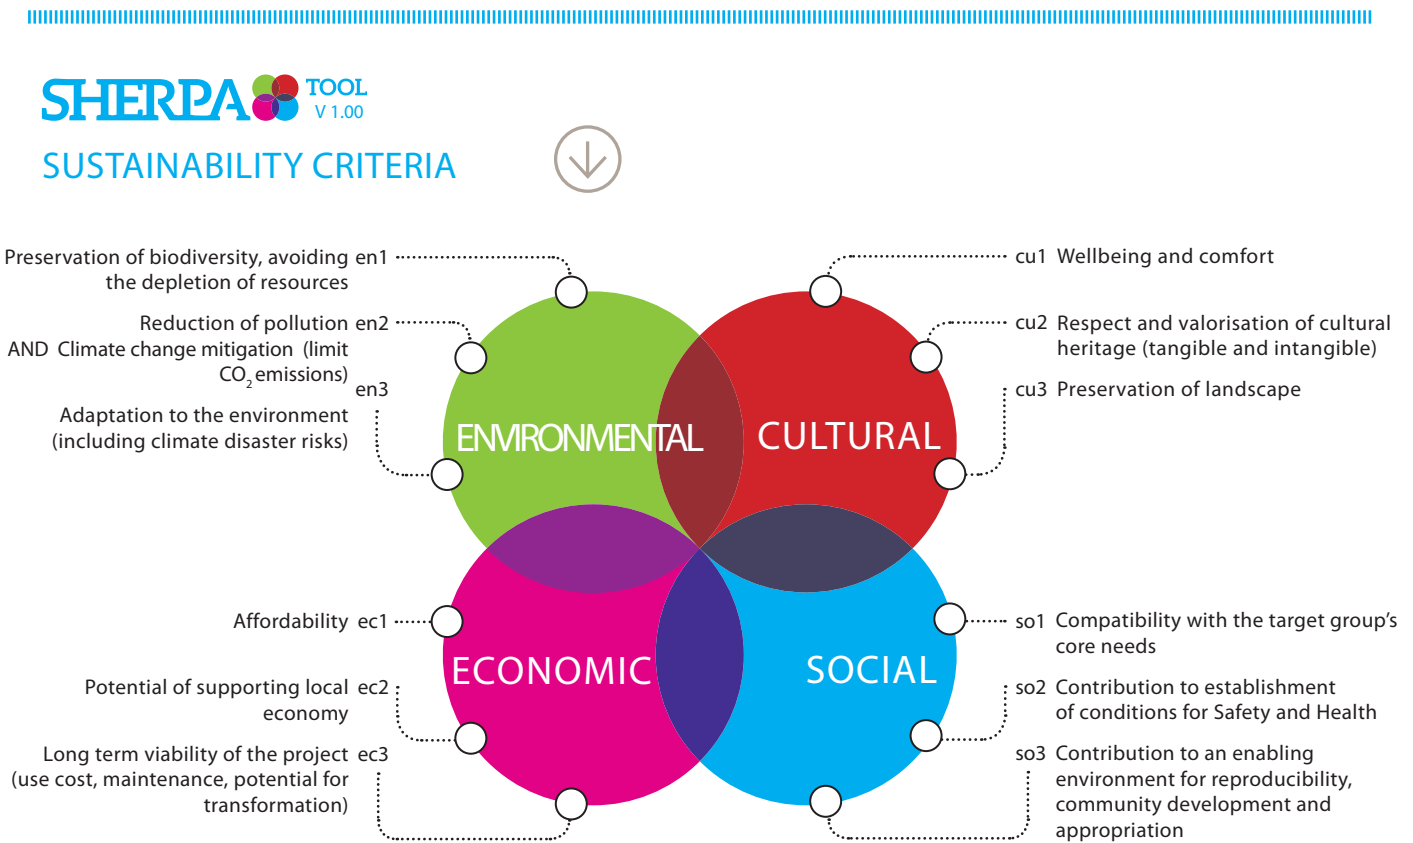 SHERPA TOOL
V 1.00
SUSTAINABILITY CRITERIA
Preservation of biodiversity, avoiding en1
the depletion of resources
Reduction of pollution en2
AND Climate change mitigation (limit
CO2 emissions)
en3
Adaptation to the environment
(including climate disaster risks)
cu1 Wellbeing and comfort
cu2 Respect and valorisation of cultural
heritage (tangible and intangible)
cu3 Preservation of landscape
ENVIRONMENTAL
CULTURAL
Affordability ec1
Potential of supporting local ec2
economy
Long term viability of the project ec3
(use cost, maintenance, potential for
transformation)
ECONOMIC
SOCIAL
so1 Compatibility with the target group’s
core needs
so2 Contribution to establishment
of conditions for Safety and Health
so3 Contribution to an enabling
environment for reproducibility,
community development and
appropriation